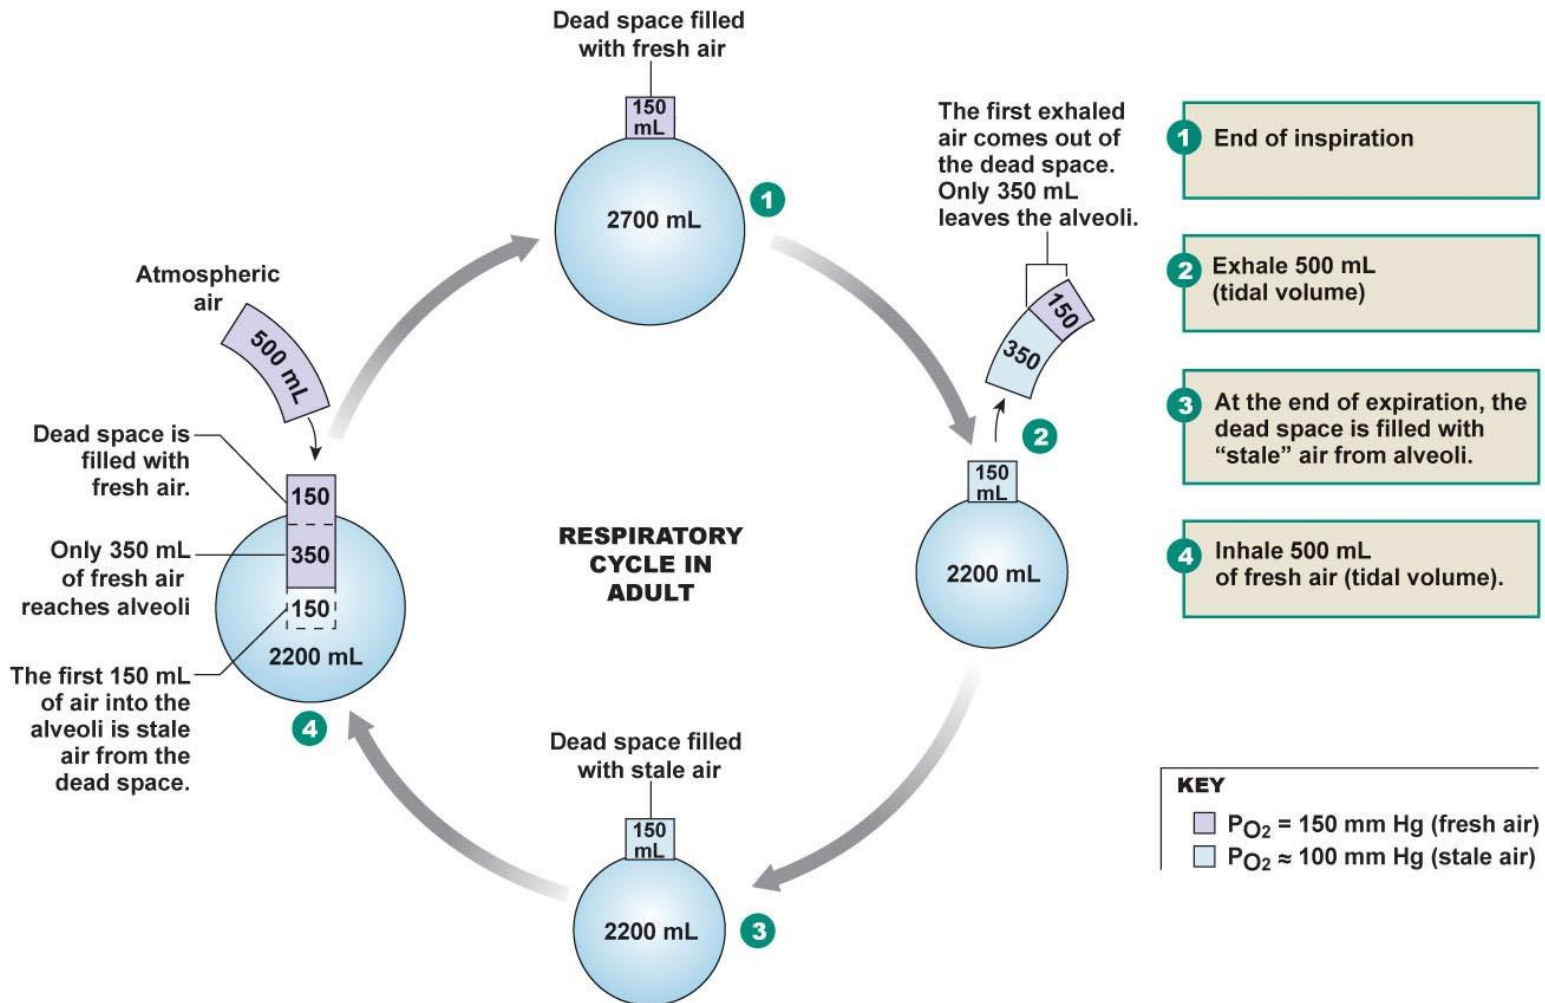 Dead space filled
with fresh air
150
mL
2700 mL
1
The first exhaled
air comes out of
the dead space.
Only 350 mL
leaves the alveoli.
150
350
2
150
mL
2200 mL
Dead space filled
with stale air
150
mL
2200 mL
3
Atmospheric
air
500 mL
Dead space is
filled with
fresh air.
150
Only 350 mL
of fresh air
reaches alveoli
350
150
2200 mL
The first 150 mL
of air into the
alveoli is stale
air from the
dead space.
4
RESPIRATORY
CYCLE IN
ADULT
1 End of inspiration
2 Exhale 500 mL
(tidal volume)
3 At the end of expiration, the
dead space is filled with
“stale” air from alveoli.
4 Inhale 500 mL
of fresh air (tidal volume).
KEY
PO2 = 150 mm Hg (fresh air)
PO2 ≈ 100 mm Hg (stale air)